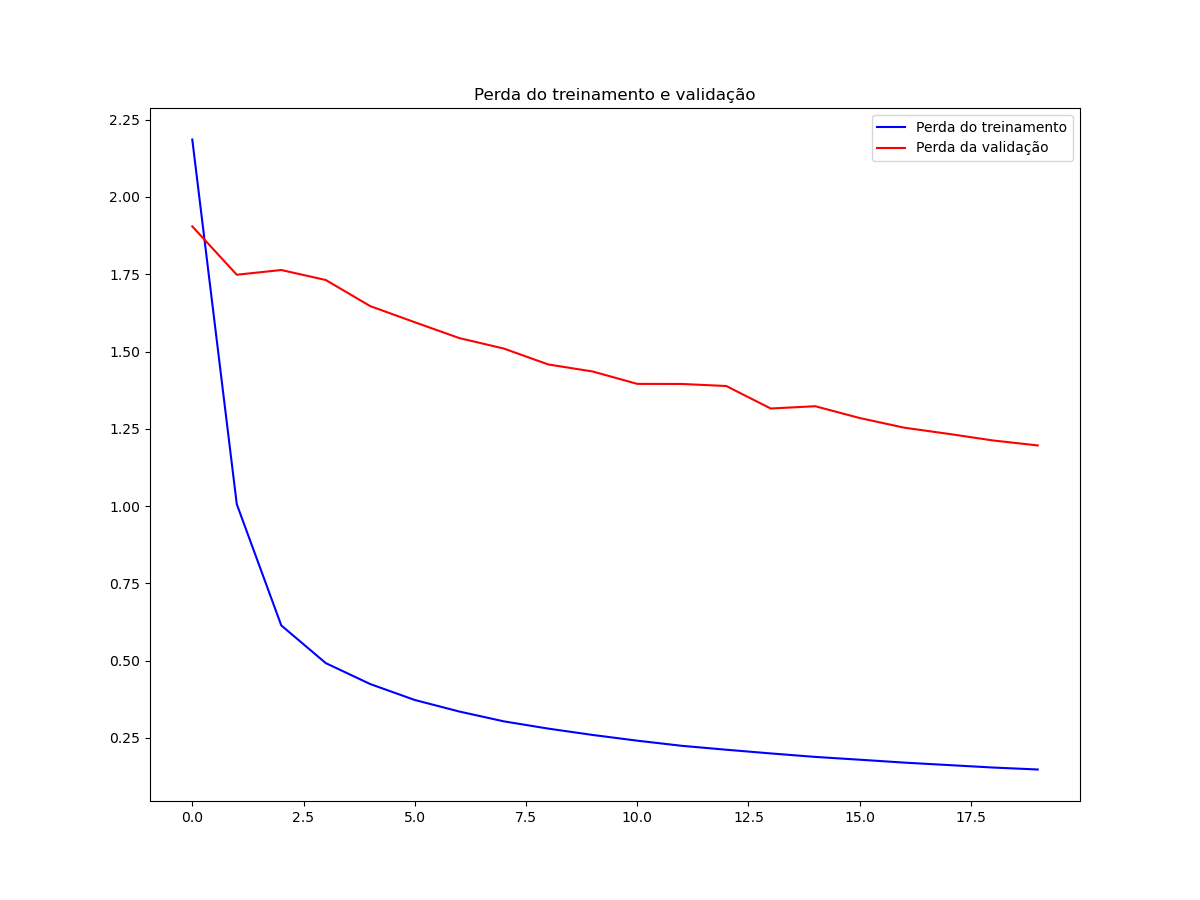 Perda do treinamento e validação
Perda do treinamento
Perda da validação
2.25
2.00
1.75
1.50
1.25
1.00
0.75
0.50
0.25
0.0 2.5 5.0 7.5 10.0 12.5 15.0 17.5